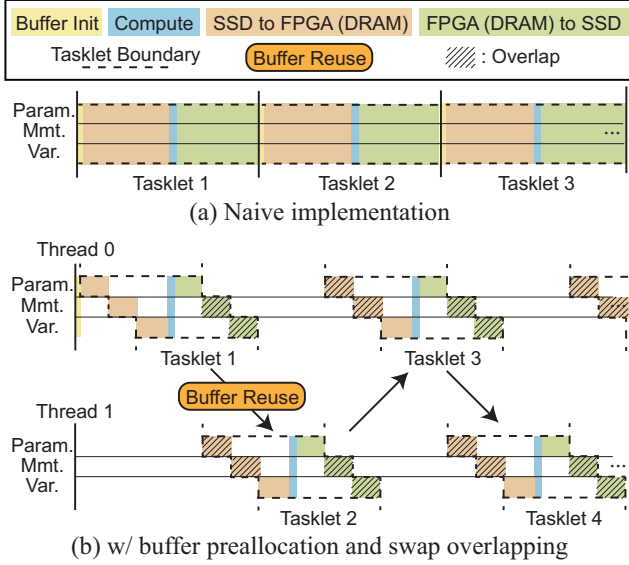 Buffer Init Compute SSD to FPGA (DRAM) FPGA (DRAM) to SSD
Tasklet Boundary Buffer Reuse : Overlap
Param.
Mmt.
Var.
...
Tasklet 1 Tasklet 2 Tasklet 3
(a) Naive implementation
Thread 0
Param.
Mmt.
Var.
...
Tasklet 1 Tasklet 3
Buffer Reuse
Thread 1
Param.
Mmt.
Var.
...
Tasklet 2 Tasklet 4
(b) w/ buffer preallocation and swap overlapping